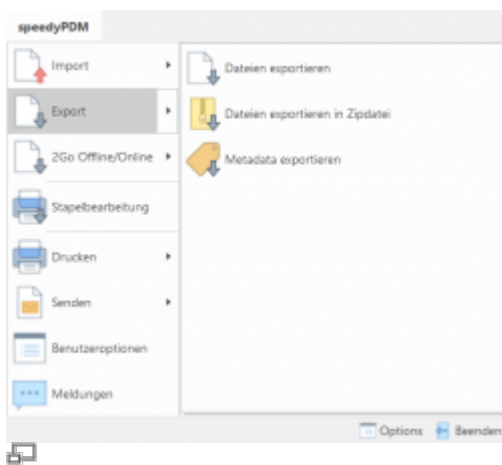 speedyPDM
Import
Export
2Go Offline/Online
Stapelbearbeitung
Drucken
Senden
Benutzeroptionen
Meldungen
Dateien exportieren
Dateien exportieren in Zipdatei
Metadata exportieren
Options
Beenden